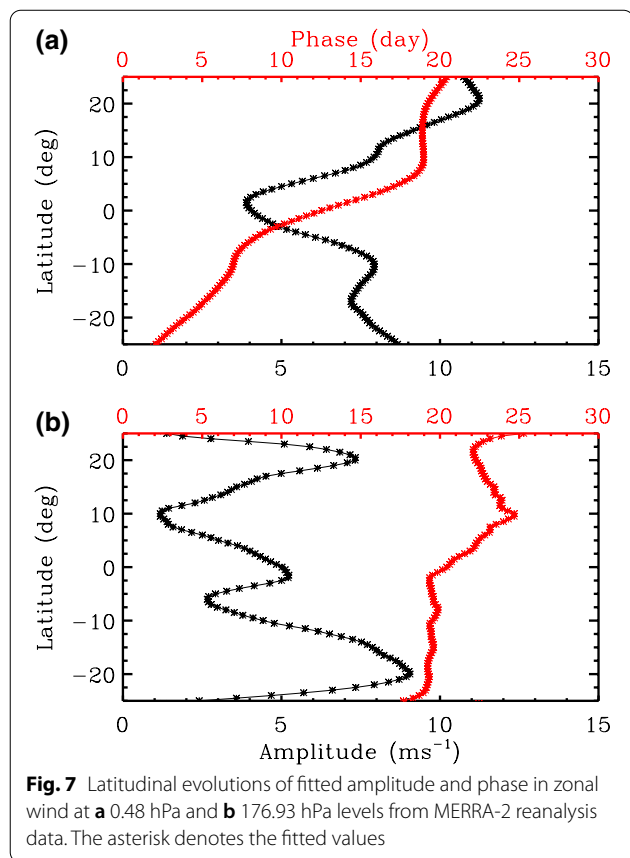 (a)
Phase (day)
0 5 10 15 20 25 30
Latitude (deg)
20
10
0
−10
−20
0 5 10 15
(b)
0 5 10 15 20 25 30
Latitude (deg)
20
10
0
−10
−20
0 5 10 15
Amplitude (ms⁻¹)
Fig. 7 Latitudinal evolutions of fitted amplitude and phase in zonal
wind at a 0.48 hPa and b 176.93 hPa levels from MERRA-2 reanalysis
data. The asterisk denotes the fitted values